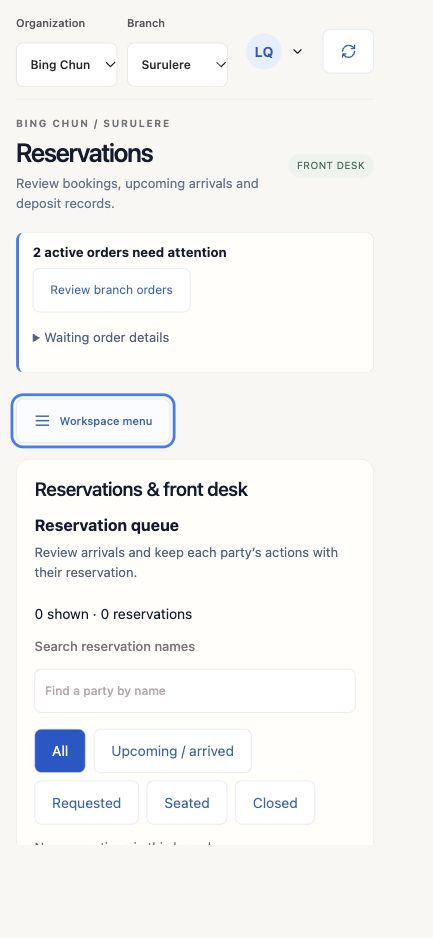 Organization
Branch
Bing Chun
Surulere
LQ
BING CHUN / SURULERE
Reservations
Review bookings, upcoming arrivals and
deposit records.
FRONT DESK
2 active orders need attention
Review branch orders
Waiting order details
Workspace menu
Reservations & front desk
Reservation queue
Review arrivals and keep each party's actions with
their reservation.
0 shown · 0 reservations
Search reservation names
Find a party by name
All
Upcoming / arrived
Requested
Seated
Closed